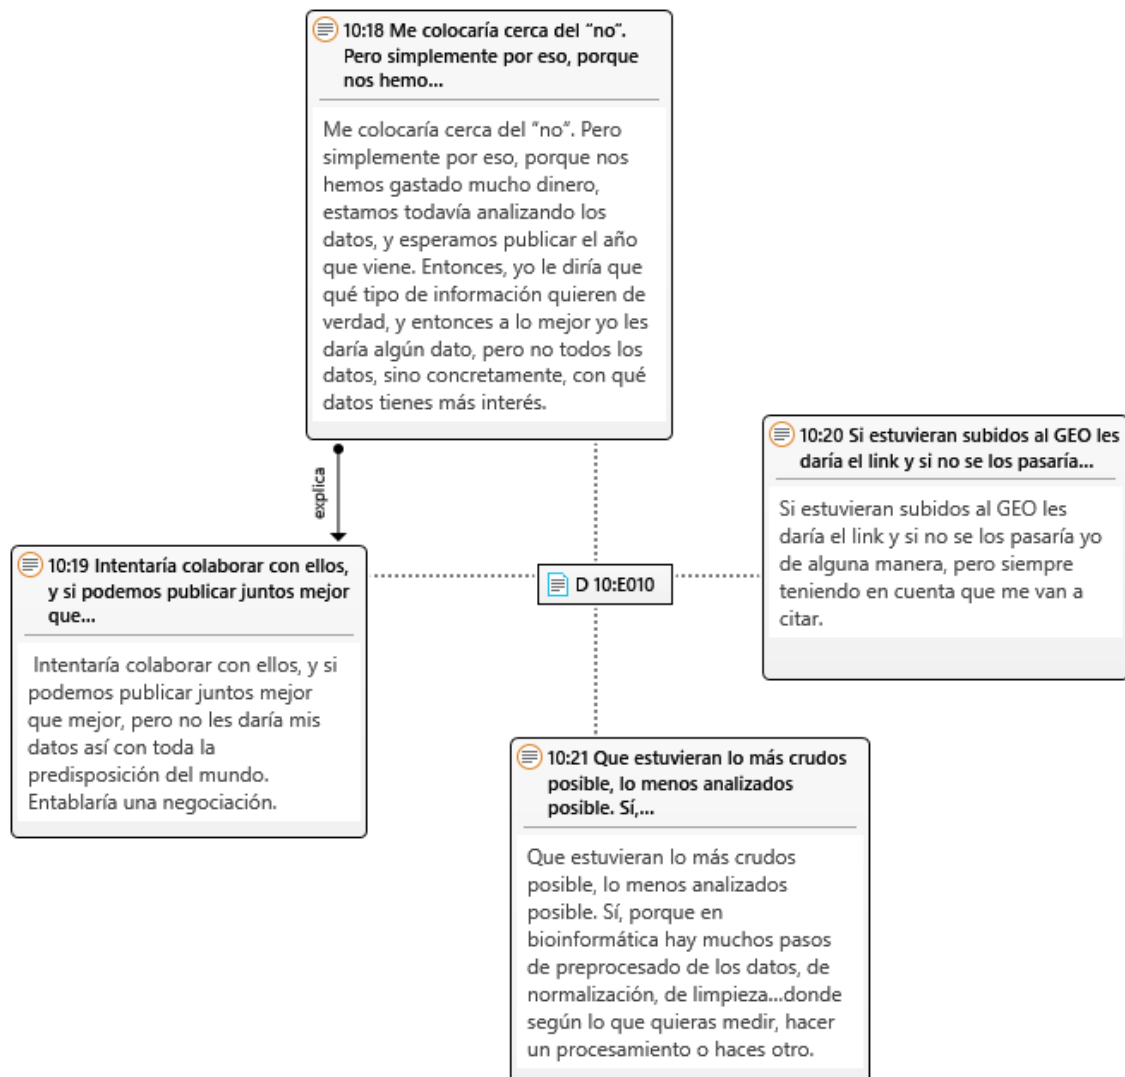 10:18 Me colocaría cerca del “no”.
Pero simplemente por eso, porque
nos hemo...
Me colocaría cerca del “no”. Pero
simplemente por eso, porque nos
hemos gastado mucho dinero,
estamos todavía analizando los
datos, y esperamos publicar el año
que viene. Entonces, yo le diría que
qué tipo de información quieren de
verdad, y entonces a lo mejor yo les
daría algún dato, pero no todos los
datos, sino concretamente, con qué
datos tienes más interés.
explica
10:20 Si estuvieran subidos al GEO les
daría el link y si no se los pasaría...
Si estuvieran subidos al GEO les
daría el link y si no se los pasaría yo
de alguna manera, pero siempre
teniendo en cuenta que me van a
citar.
10:19 Intentaría colaborar con ellos,
y si podemos publicar juntos mejor
que...
Intentaría colaborar con ellos, y si
podemos publicar juntos mejor
que mejor, pero no les daría mis
datos así con toda la
predisposición del mundo.
Entablaría una negociación.
D 10:E010
10:21 Que estuvieran lo más crudos
posible, lo menos analizados
posible. Sí,...
Que estuvieran lo más crudos
posible, lo menos analizados
posible. Sí, porque en
bioinformática hay muchos pasos
de preprocesado de los datos, de
normalización, de limpieza...donde
según lo que quieras medir, hacer
un procesamiento o haces otro.